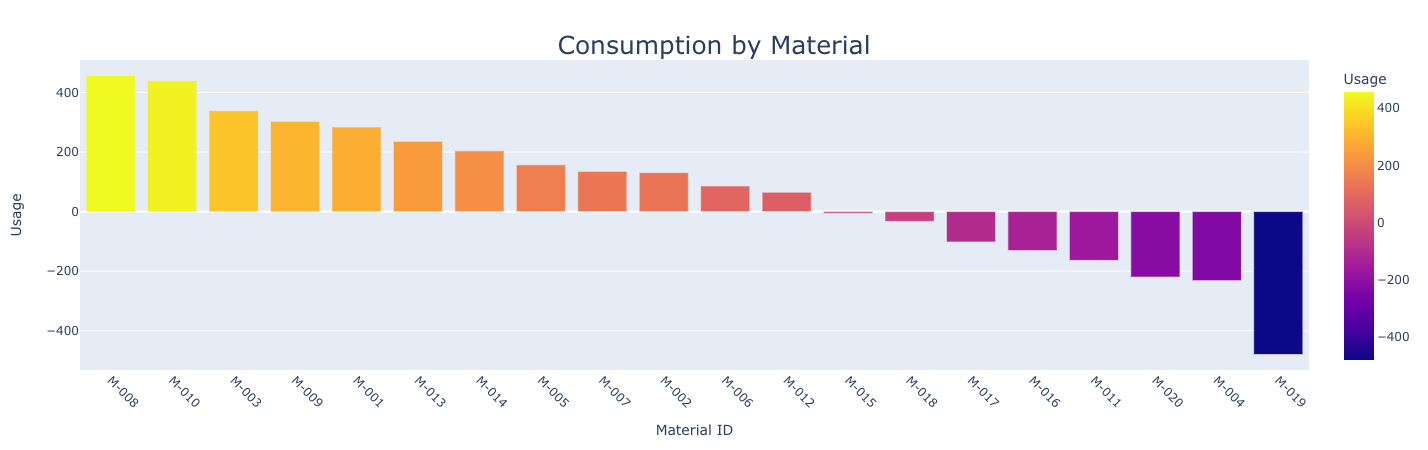 Consumption by Material
Usage
400
200
0
−200
−400
Usage
400
200
0
−200
−400
M-008
M-010
M-003
M-009
M-001
M-013
M-014
M-005
M-007
M-002
M-006
M-012
M-015
M-018
M-017
M-016
M-011
M-020
M-004
M-019
Material ID